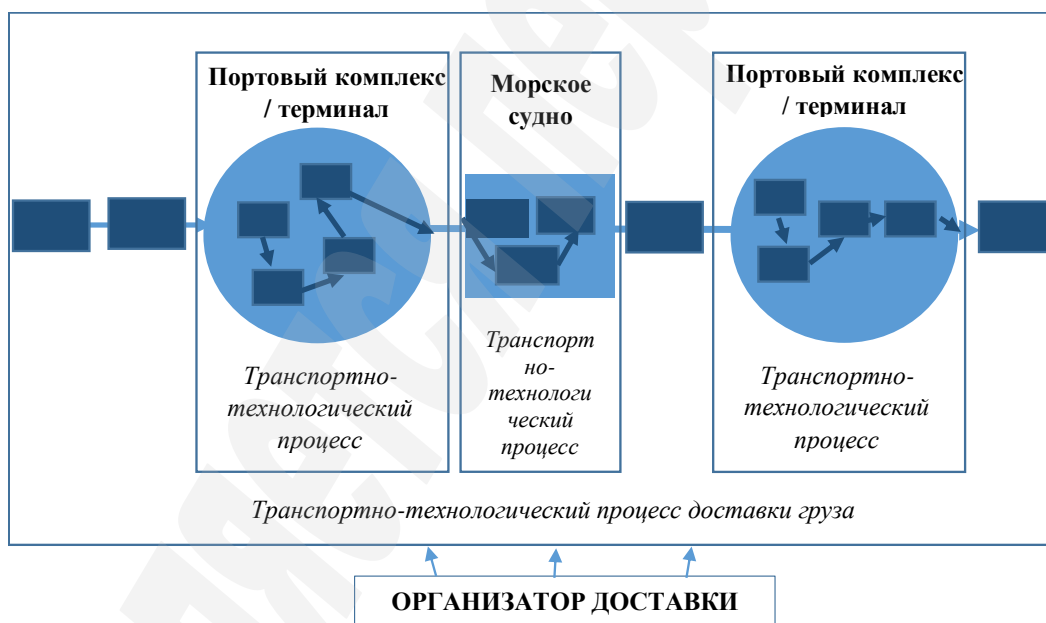 Портовый комплекс
/ терминал
Морское
судно
Портовый комплекс
/ терминал
Транспортно-
технологический
процесс
Транспорт
но-
технологи
ческий
процесс
Транспортно-
технологический
процесс
Транспортно-технологический процесс доставки груза
ОРГАНИЗАТОР ДОСТАВКИ